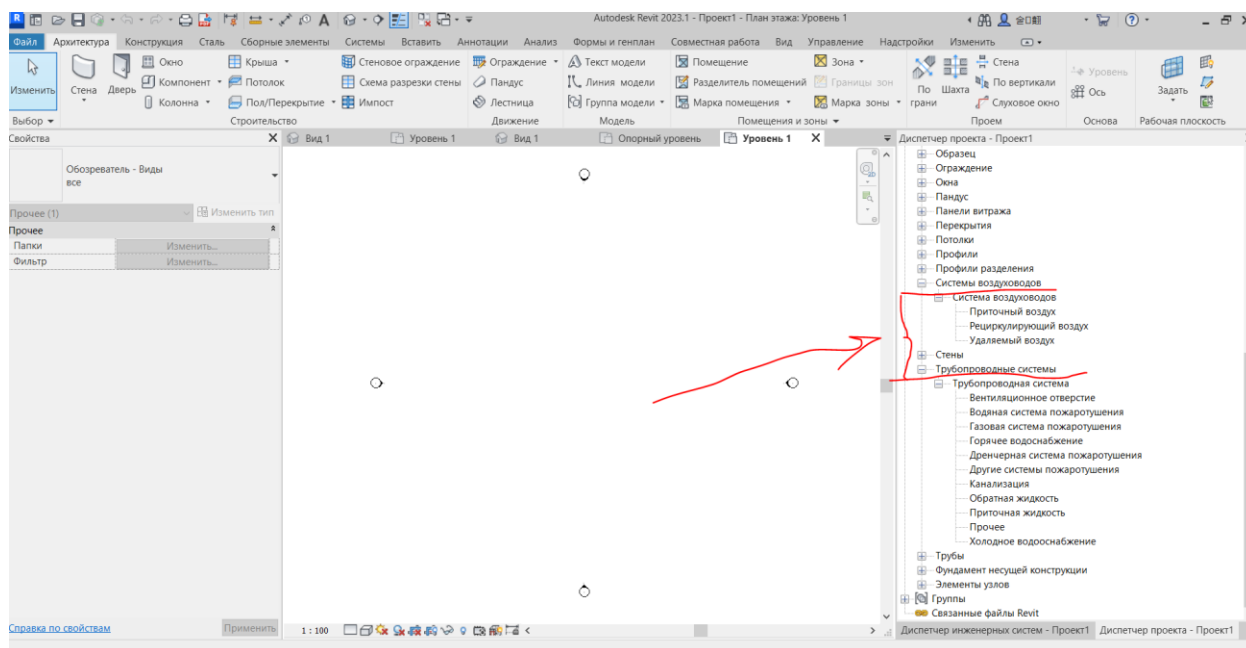 Autodesk Revit 2023.1 - Проект1 - План этажа: Уровень 1
Файл Архитектура Конструкция Сталь Сборные элементы Системы Вставить Аннотации Анализ Формы и генплан Совместная работа Вид Управление Надстройки Изменить
Изменить
Стена
Дверь
Окно
Компонент
Колонна
Крыша
Потолок
Пол/Перекрытие
Стеновое ограждение
Схема разрезки стены
Импост
Ограждение
Пандус
Лестница
Текст модели
Линия модели
Группа модели
Помещение
Разделитель помещений
Марка помещения
Зона
Границы зон
Марка зоны
По грани
Шахта
Стена
По вертикали
Слуховое окно
Уровень
Ось
Задать
Выбор Строительство Движение Модель Помещения и зоны Проем Основа Рабочая плоскость
Свойства
Обозреватель - Виды
все
Прочее (1) Изменить тип
Прочее
Папки Изменить...
Фильтр Изменить...
Справка по свойствам Применить
Вид 1 Уровень 1 Вид 1 Опорный уровень Уровень 1
1 : 100
Диспетчер проекта - Проект1
Образец
Ограждение
Окна
Пандус
Панели витража
Перекрытия
Потолки
Профили
Профили разделения
Системы воздуховодов
Система воздуховодов
Приточный воздух
Рециркулирующий воздух
Удаляемый воздух
Стены
Трубопроводные системы
Трубопроводная система
Вентиляционное отверстие
Водяная система пожаротушения
Газовая система пожаротушения
Горячее водоснабжение
Дренчерная система пожаротушения
Другие системы пожаротушения
Канализация
Обратная жидкость
Приточная жидкость
Прочее
Холодное водооснабжение
Трубы
Фундамент несущей конструкции
Элементы узлов
Группы
Связанные файлы Revit
Диспетчер инженерных систем - Проект1 Диспетчер проекта - Проект1